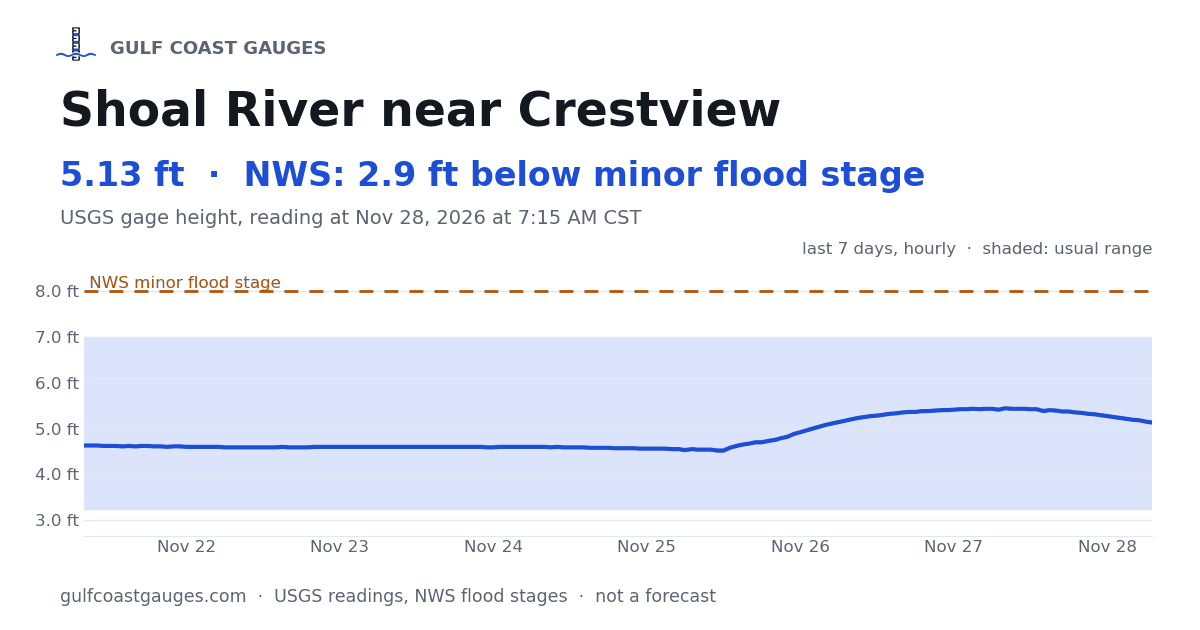 GULF COAST GAUGES
Shoal River near Crestview
5.13 ft · NWS: 2.9 ft below minor flood stage
USGS gage height, reading at Nov 28, 2026 at 7:15 AM CST
last 7 days, hourly · shaded: usual range
NWS minor flood stage
8.0 ft
7.0 ft
6.0 ft
5.0 ft
4.0 ft
3.0 ft
Nov 22 Nov 23 Nov 24 Nov 25 Nov 26 Nov 27 Nov 28
gulfcoastgauges.com · USGS readings, NWS flood stages · not a forecast